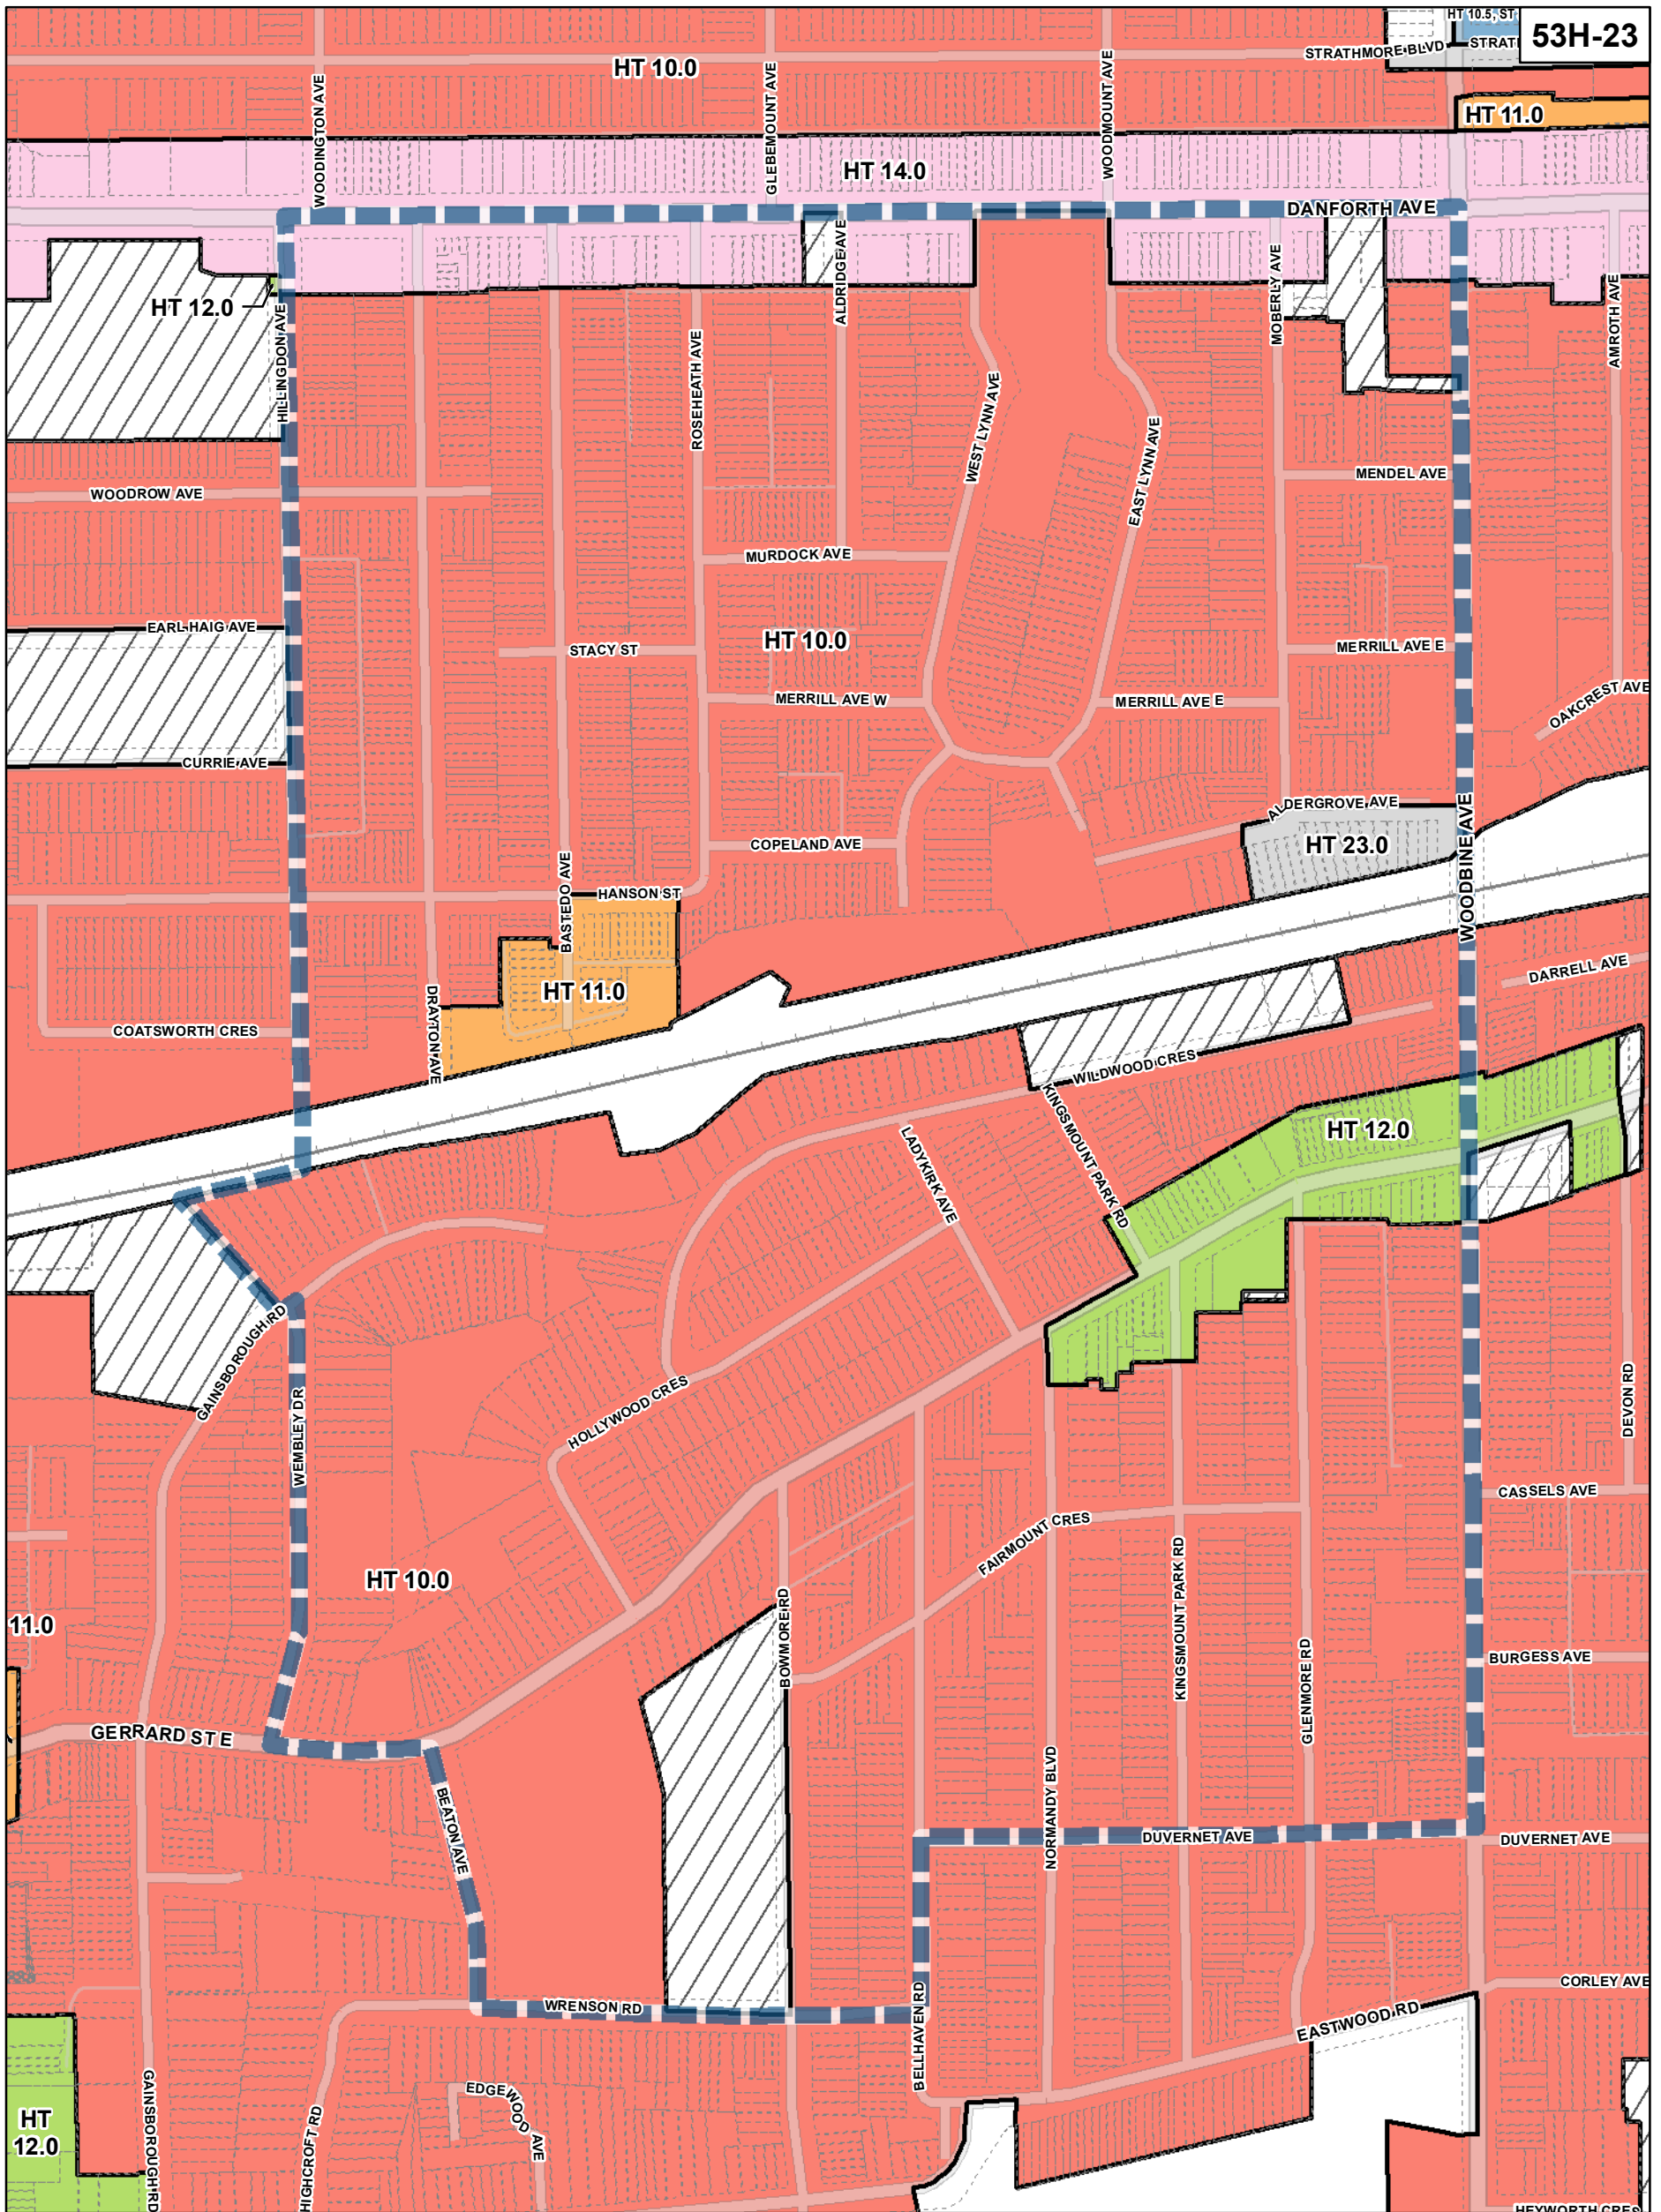 53H-23
HT 10.5, ST
STRATHMORE BLVD
STRAT
HT 10.0
HT 11.0
WOODINGTON AVE
GLEBEMOUNT AVE
WOODMOUNT AVE
HT 14.0
DANFORTH AVE
HT 12.0
HILLINGDON AVE
ALDRIDGE AVE
MOBERLY AVE
AMROTH AVE
ROSEHEATH AVE
WEST LYNN AVE
EAST LYNN AVE
WOODROW AVE
MENDEL AVE
MURDOCK AVE
EARL HAIG AVE
HT 10.0
STACY ST
MERRILL AVE E
MERRILL AVE W
MERRILL AVE E
OAKCREST AVE
CURRIE AVE
ALDERGROVE AVE
COPELAND AVE
HT 23.0
WOODBINE AVE
HANSON ST
BASTEDO AVE
HT 11.0
DRAYTON AVE
DARRELL AVE
COATSWORTH CRES
WILDWOOD CRES
KINGSMOUNT PARK RD
LADYKIRK AVE
HT 12.0
GAINSBOROUGH RD
WEMBLEY DR
HOLLYWOOD CRES
DEVON RD
CASSELS AVE
FAIRMOUNT CRES
HT 10.0
KINGSMOUNT PARK RD
BOWMORE RD
GLENMORE RD
11.0
BURGESS AVE
GERRARD ST E
BEATON AVE
NORMANDY BLVD
DUVERNET AVE
DUVERNET AVE
WRENSON RD
BELLHAVEN RD
CORLEY AVE
EASTWOOD RD
HT
12.0
GAINSBOROUGH RD
HIGHCROFT RD
EDGEWOOD AVE
HEYWORTH CRES